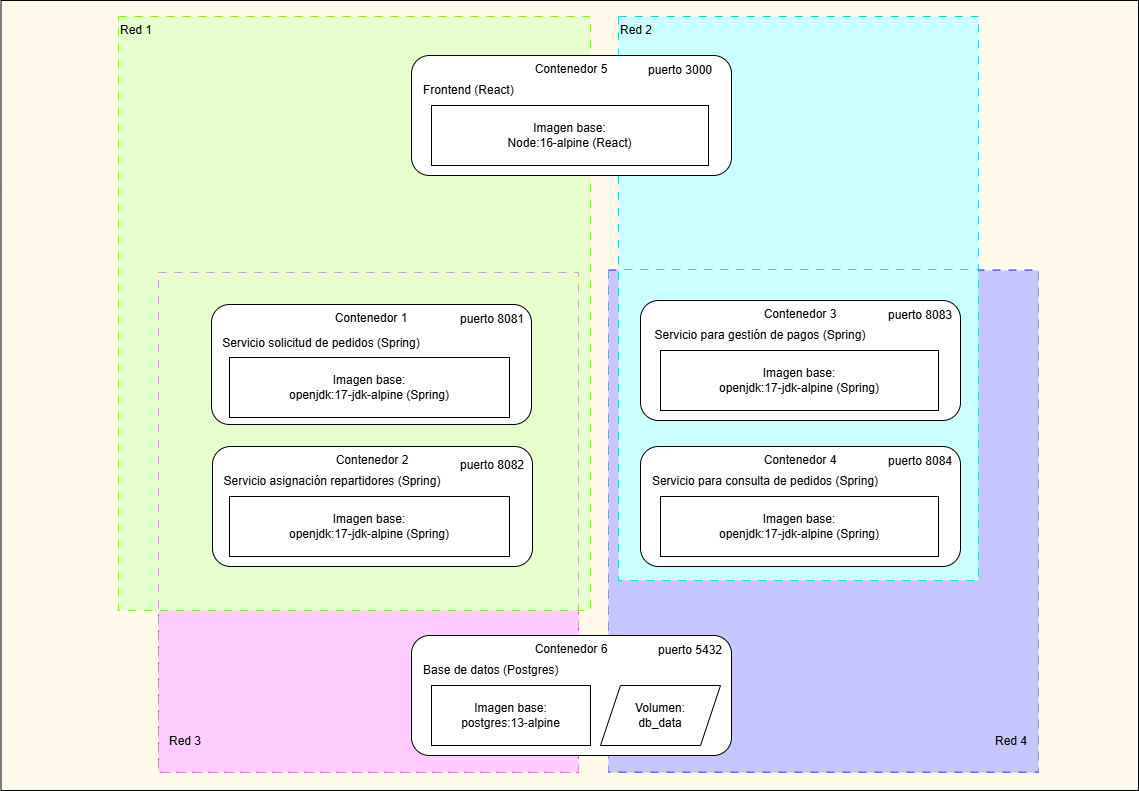 Red 1
Red 2
Contenedor 5
puerto 3000
Frontend (React)
Imagen base:
Node:16-alpine (React)
Contenedor 1
puerto 8081
Servicio solicitud de pedidos (Spring)
Imagen base:
openjdk:17-jdk-alpine (Spring)
Contenedor 3
puerto 8083
Servicio para gestión de pagos (Spring)
Imagen base:
openjdk:17-jdk-alpine (Spring)
Contenedor 2
puerto 8082
Servicio asignación repartidores (Spring)
Imagen base:
openjdk:17-jdk-alpine (Spring)
Contenedor 4
puerto 8084
Servicio para consulta de pedidos (Spring)
Imagen base:
openjdk:17-jdk-alpine (Spring)
Contenedor 6
puerto 5432
Base de datos (Postgres)
Imagen base:
postgres:13-alpine
Volumen:
db_data
Red 3
Red 4